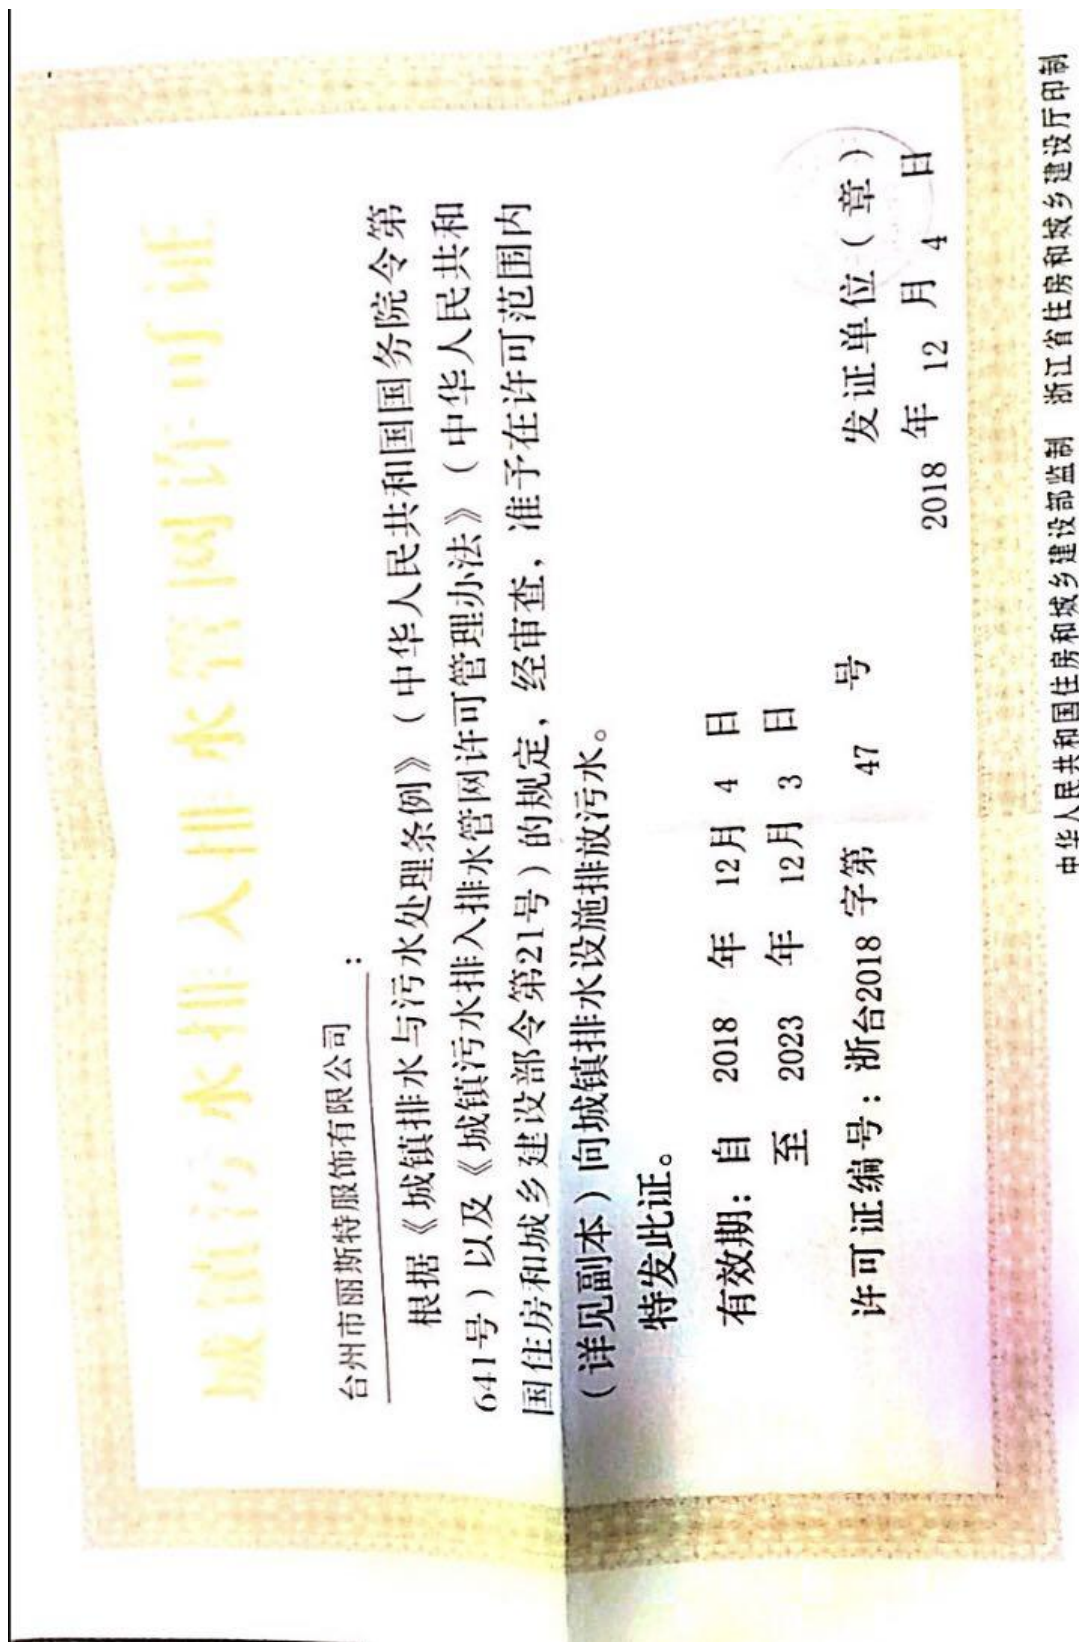 城镇污水排入排水管网许可证
台州市丽斯特服饰有限公司：
根据《城镇排水与污水处理条例》（中华人民共和国国务院令第
641号）以及《城镇污水排入排水管网许可管理办法》（中华人民共和
国住房和城乡建设部令第21号）的规定，经审查，准予在许可范围内
（详见副本）向城镇排水设施排放污水。
特发此证。
有效期：自 2018 年 12月 4 日
至 2023 年 12月 3 日
许可证编号：浙台2018 字第 47 号
发证单位（章）
2018 年 12 月 4 日
中华人民共和国住房和城乡建设部监制 浙江省住房和城乡建设厅印制